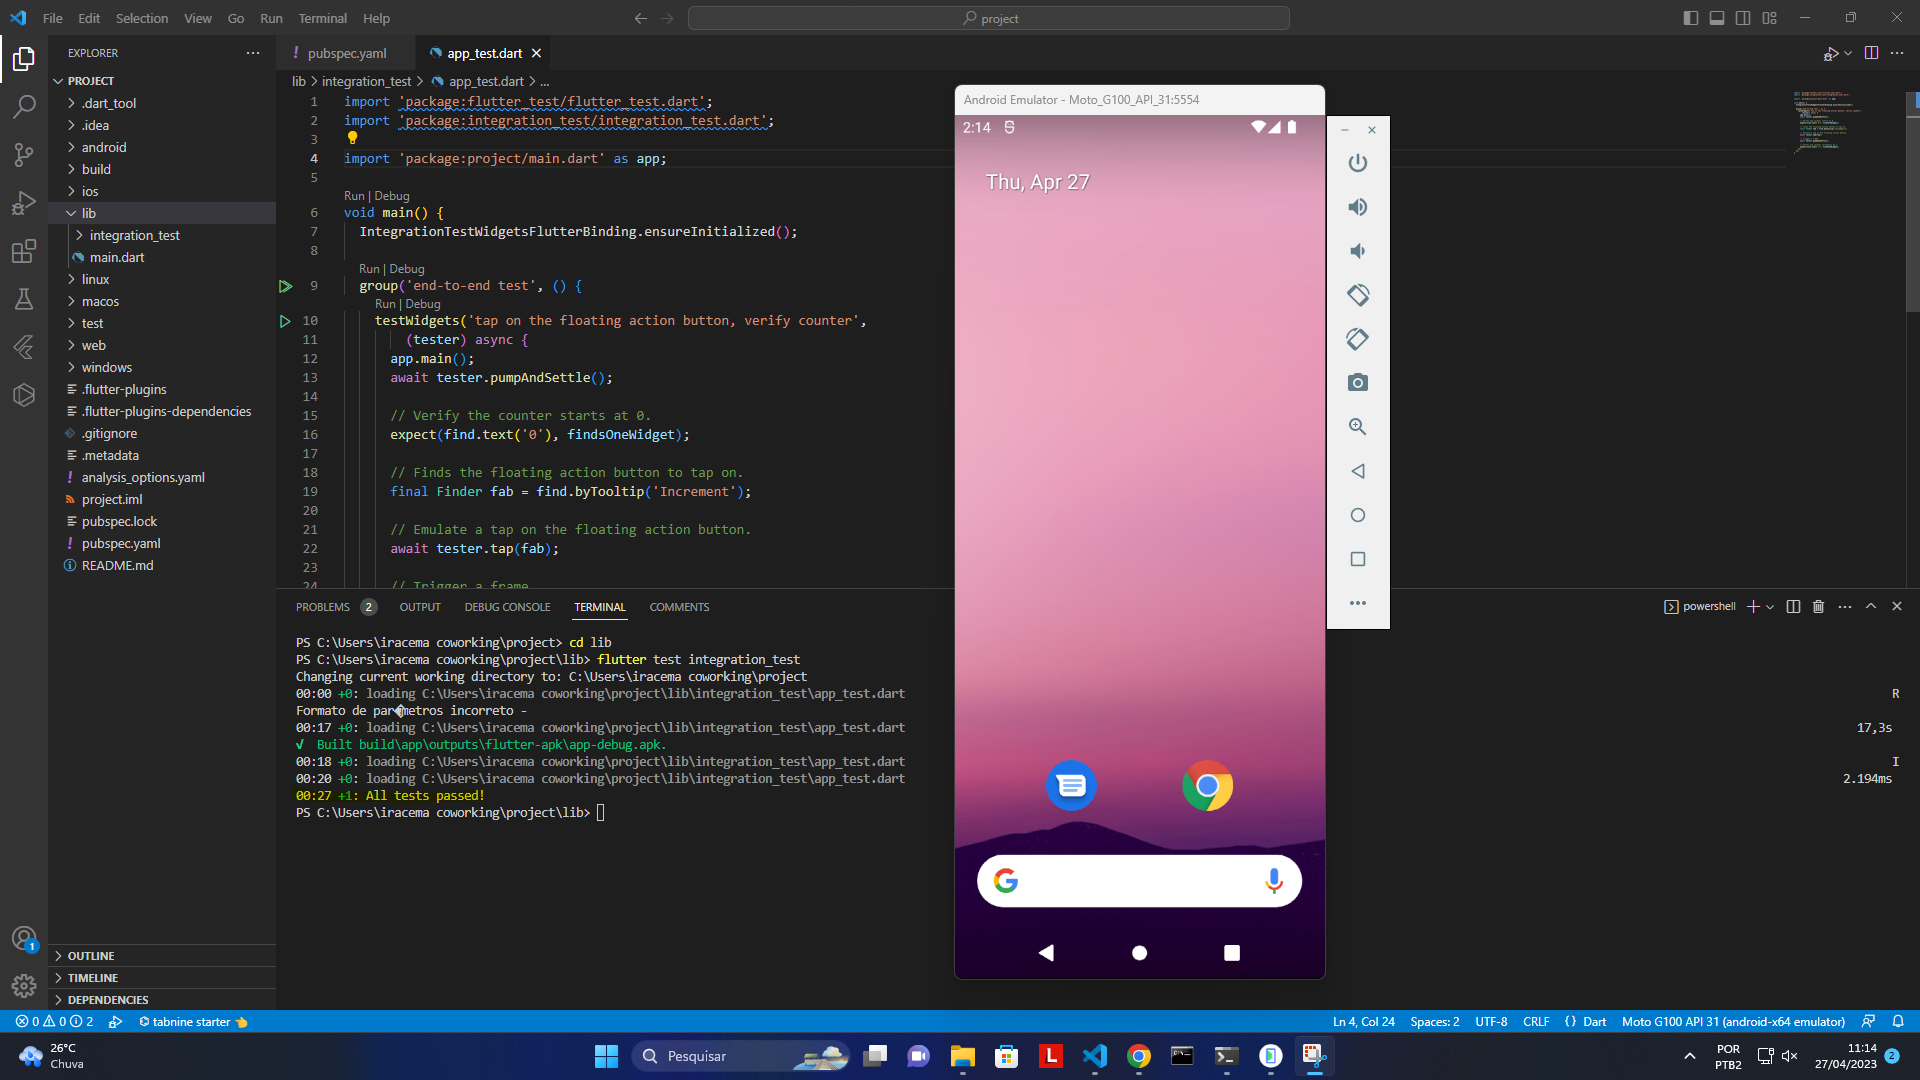 File Edit Selection View Go Run Terminal Help
project
EXPLORER
PROJECT
.dart_tool
.idea
android
build
ios
lib
integration_test
main.dart
linux
macos
test
web
windows
.flutter-plugins
.flutter-plugins-dependencies
.gitignore
.metadata
analysis_options.yaml
project.iml
pubspec.lock
pubspec.yaml
README.md
OUTLINE
TIMELINE
DEPENDENCIES
pubspec.yaml app_test.dart
lib > integration_test > app_test.dart > ...
1 import 'package:flutter_test/flutter_test.dart';
2 import 'package:integration_test/integration_test.dart';
3
4 import 'package:project/main.dart' as app;
5
Run | Debug
6 void main() {
7 IntegrationTestWidgetsFlutterBinding.ensureInitialized();
8
Run | Debug
9 group('end-to-end test', () {
Run | Debug
10 testWidgets('tap on the floating action button, verify counter',
11 (tester) async {
12 app.main();
13 await tester.pumpAndSettle();
14
15 // Verify the counter starts at 0.
16 expect(find.text('0'), findsOneWidget);
17
18 // Finds the floating action button to tap on.
19 final Finder fab = find.byTooltip('Increment');
20
21 // Emulate a tap on the floating action button.
22 await tester.tap(fab);
23
24 // Trigger a frame
PROBLEMS 2 OUTPUT DEBUG CONSOLE TERMINAL COMMENTS
powershell
PS C:\Users\iracema coworking\project> cd lib
PS C:\Users\iracema coworking\project\lib> flutter test integration_test
Changing current working directory to: C:\Users\iracema coworking\project
00:00 +0: loading C:\Users\iracema coworking\project\lib\integration_test\app_test.dart R
Formato de par�metros incorreto -
00:17 +0: loading C:\Users\iracema coworking\project\lib\integration_test\app_test.dart 17,3s
√ Built build\app\outputs\flutter-apk\app-debug.apk.
00:18 +0: loading C:\Users\iracema coworking\project\lib\integration_test\app_test.dart I
00:20 +0: loading C:\Users\iracema coworking\project\lib\integration_test\app_test.dart 2.194ms
00:27 +1: All tests passed!
PS C:\Users\iracema coworking\project\lib>
Android Emulator - Moto_G100_API_31:5554
2:14
Thu, Apr 27
1
0 0 2 tabnine starter
Ln 4, Col 24 Spaces: 2 UTF-8 CRLF {} Dart Moto G100 API 31 (android-x64 emulator)
26°C
Chuva
Pesquisar
L
POR
PTB2
11:14
27/04/2023
2